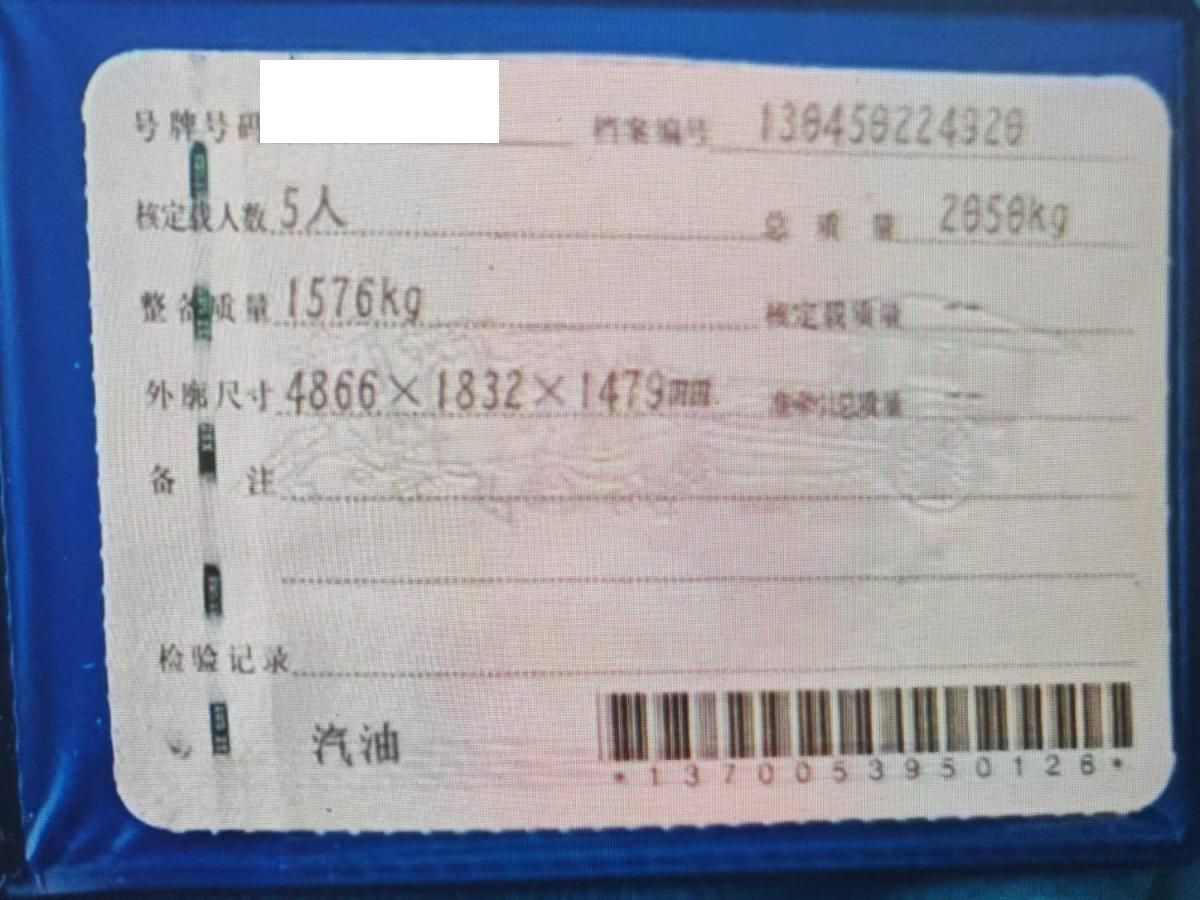 号牌号码 档案编号 130450224920
核定载人数 5人 总质量 2050kg
整备质量 1576kg 核定载质量 --
外廓尺寸 4866×1832×1479mm 准牵引总质量 --
备注
检验记录
汽油
*1370053950126*